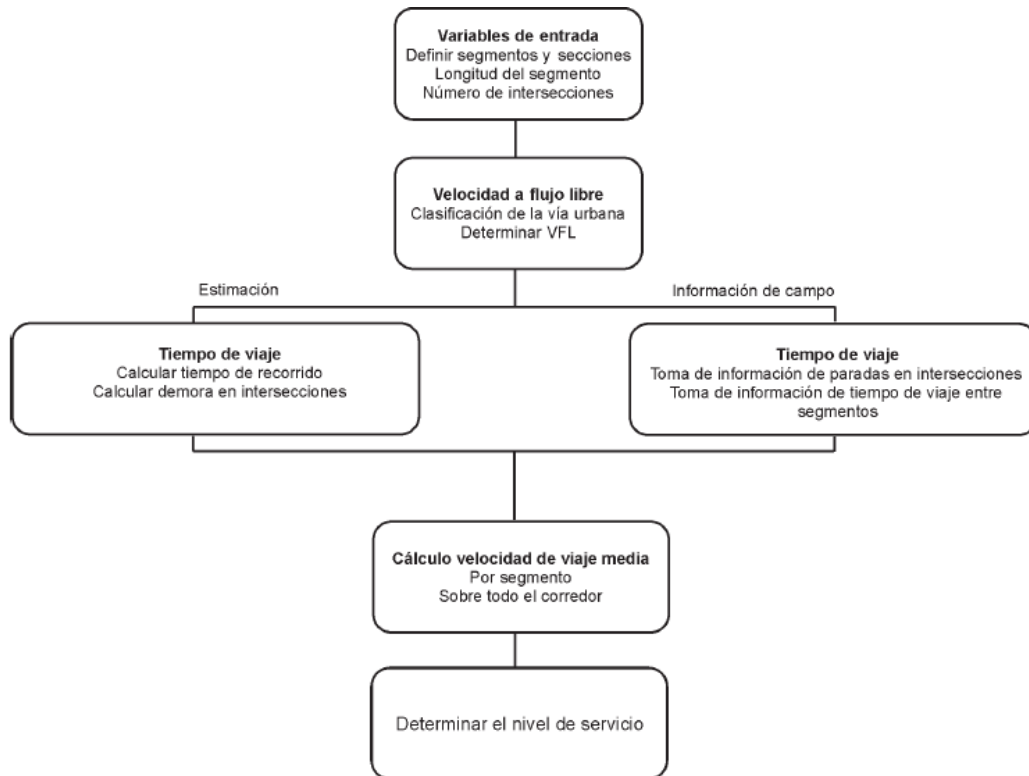 Variables de entrada
Definir segmentos y secciones
Longitud del segmento
Número de intersecciones
Velocidad a flujo libre
Clasificación de la vía urbana
Determinar VFL
Estimación
Información de campo
Tiempo de viaje
Calcular tiempo de recorrido
Calcular demora en intersecciones
Tiempo de viaje
Toma de información de paradas en intersecciones
Toma de información de tiempo de viaje entre
segmentos
Cálculo velocidad de viaje media
Por segmento
Sobre todo el corredor
Determinar el nivel de servicio